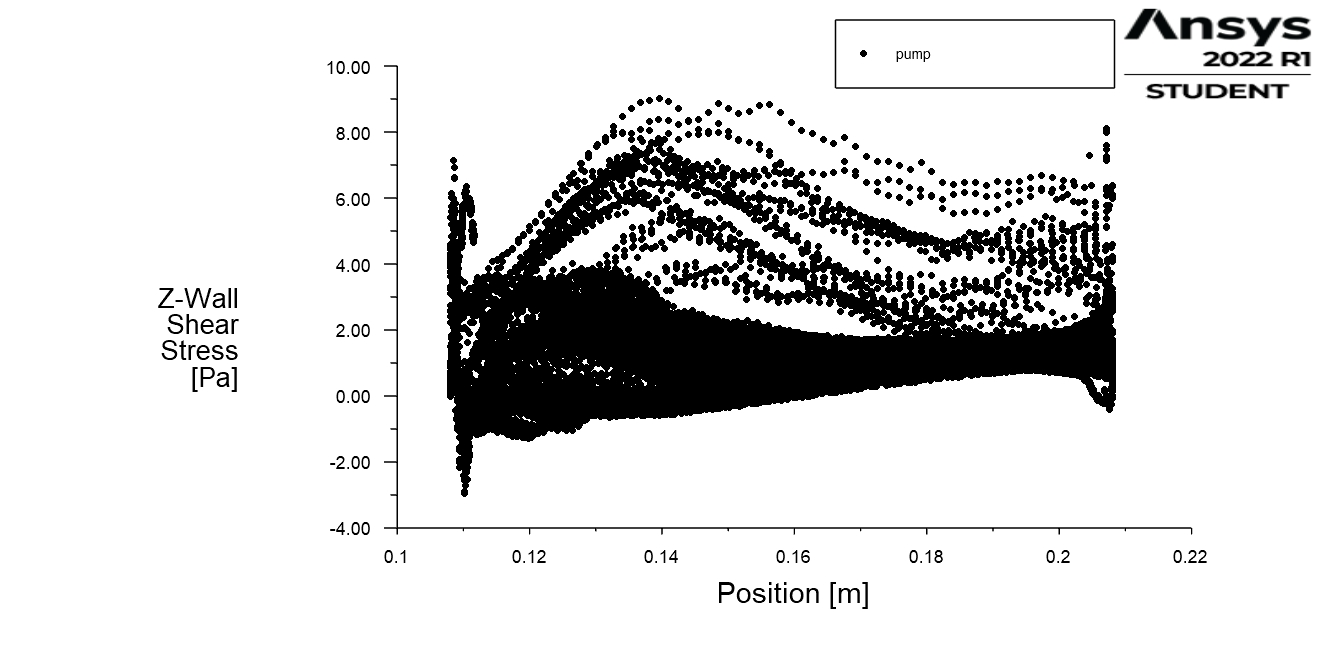 Ansys
2022 R1
STUDENT
pump
10.00
8.00
6.00
4.00
2.00
0.00
-2.00
-4.00
Z-Wall
Shear
Stress
[Pa]
0.1 0.12 0.14 0.16 0.18 0.2 0.22
Position [m]